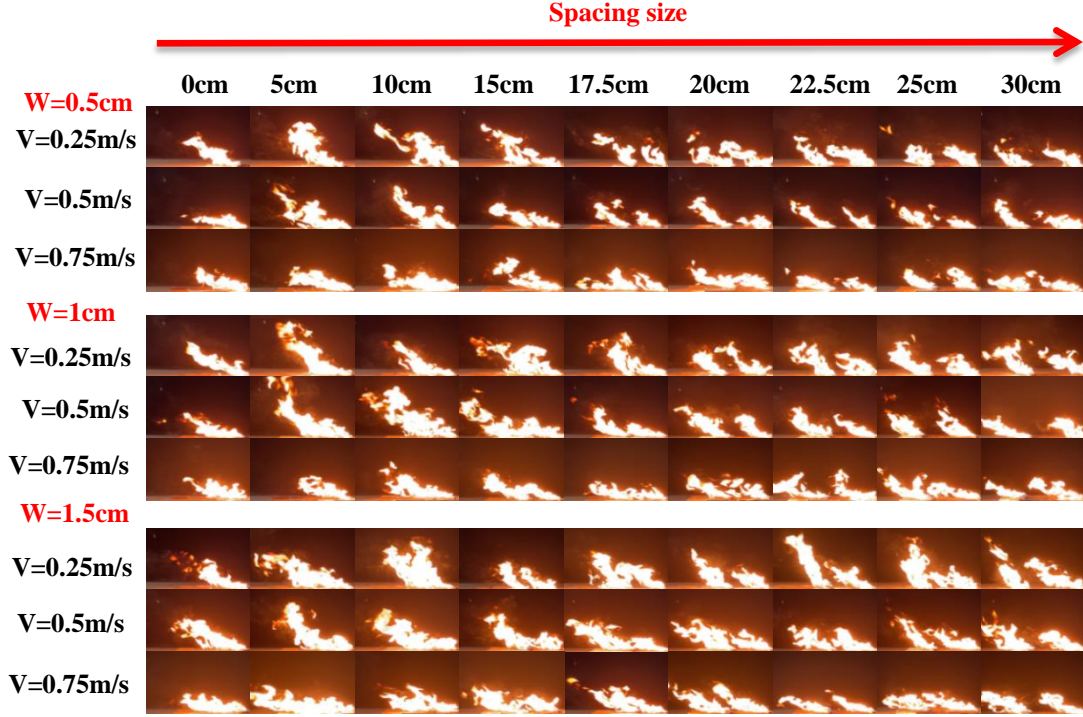 Spacing size
0cm 5cm 10cm 15cm 17.5cm 20cm 22.5cm 25cm 30cm
W=0.5cm
V=0.25m/s
V=0.5m/s
V=0.75m/s
W=1cm
V=0.25m/s
V=0.5m/s
V=0.75m/s
W=1.5cm
V=0.25m/s
V=0.5m/s
V=0.75m/s